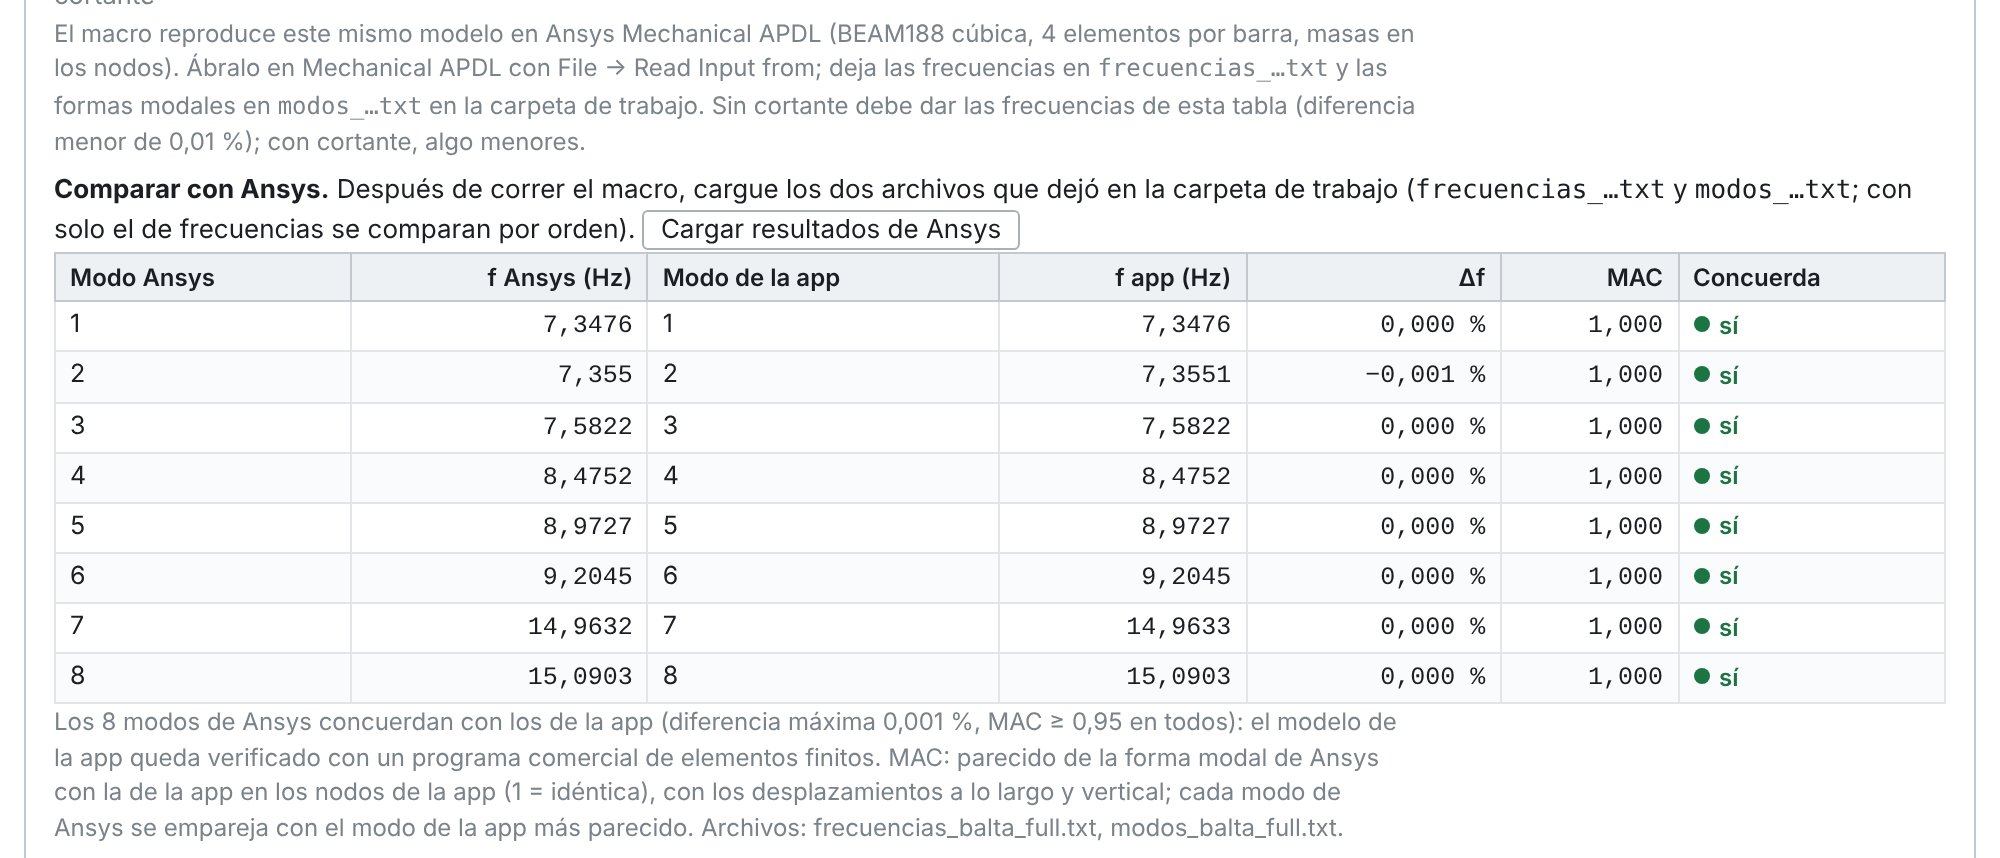 cortante
El macro reproduce este mismo modelo en Ansys Mechanical APDL (BEAM188 cúbica, 4 elementos por barra, masas en
los nodos). Ábralo en Mechanical APDL con File → Read Input from; deja las frecuencias en frecuencias_…txt y las
formas modales en modos_…txt en la carpeta de trabajo. Sin cortante debe dar las frecuencias de esta tabla (diferencia
menor de 0,01 %); con cortante, algo menores.
Comparar con Ansys. Después de correr el macro, cargue los dos archivos que dejó en la carpeta de trabajo (frecuencias_…txt y modos_…txt; con
solo el de frecuencias se comparan por orden). Cargar resultados de Ansys
Modo Ansys f Ansys (Hz) Modo de la app f app (Hz) Δf MAC Concuerda
1 7,3476 1 7,3476 0,000 % 1,000 ● sí
2 7,355 2 7,3551 −0,001 % 1,000 ● sí
3 7,5822 3 7,5822 0,000 % 1,000 ● sí
4 8,4752 4 8,4752 0,000 % 1,000 ● sí
5 8,9727 5 8,9727 0,000 % 1,000 ● sí
6 9,2045 6 9,2045 0,000 % 1,000 ● sí
7 14,9632 7 14,9633 0,000 % 1,000 ● sí
8 15,0903 8 15,0903 0,000 % 1,000 ● sí
Los 8 modos de Ansys concuerdan con los de la app (diferencia máxima 0,001 %, MAC ≥ 0,95 en todos): el modelo de
la app queda verificado con un programa comercial de elementos finitos. MAC: parecido de la forma modal de Ansys
con la de la app en los nodos de la app (1 = idéntica), con los desplazamientos a lo largo y vertical; cada modo de
Ansys se empareja con el modo de la app más parecido. Archivos: frecuencias_balta_full.txt, modos_balta_full.txt.